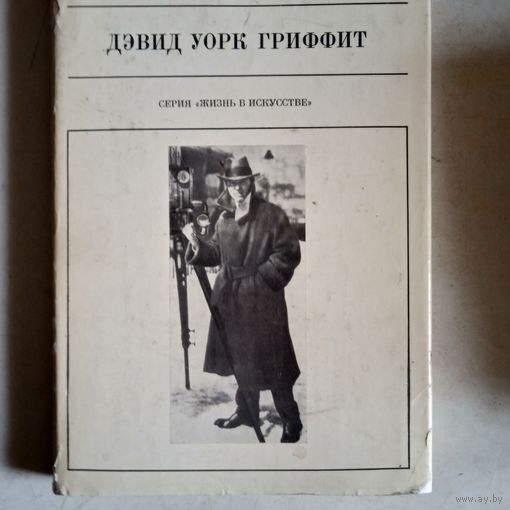 ДЭВИД УОРК ГРИФФИТ
СЕРИЯ «ЖИЗНЬ В ИСКУССТВЕ»
www.ay.by